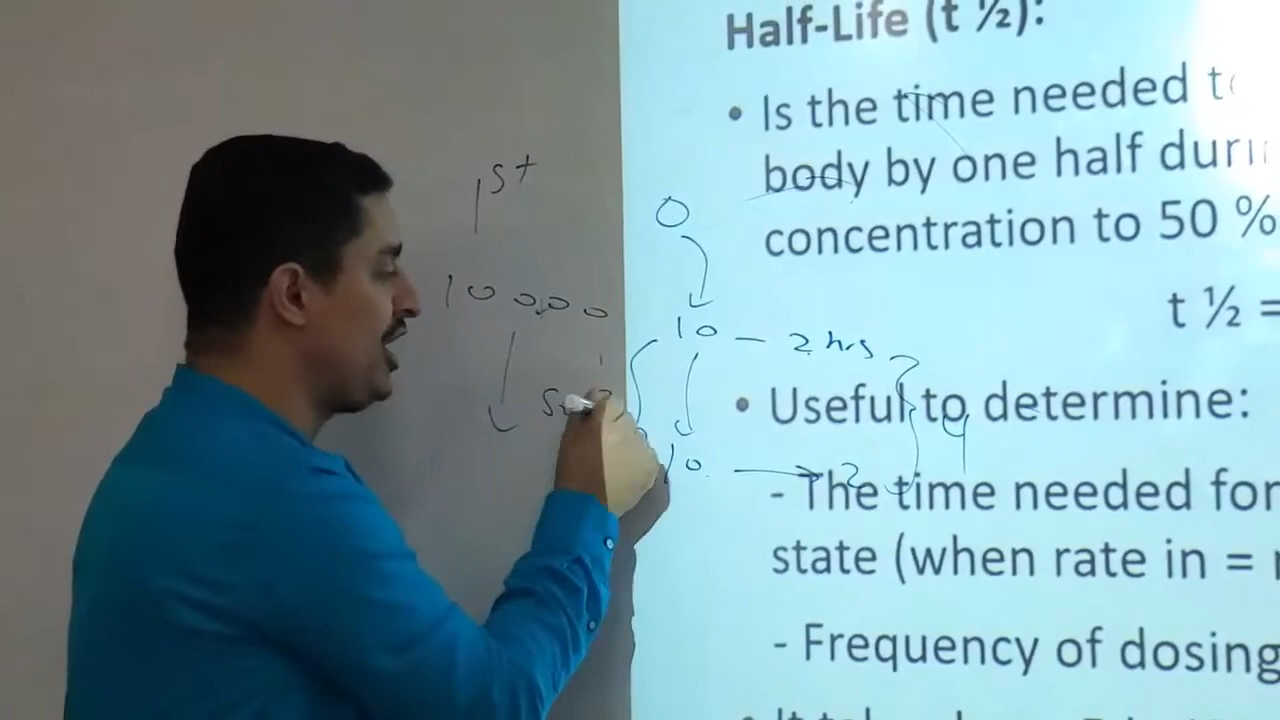 Half-Life (t ½):
• Is the time needed
body by one half
concentration to 50 %
t ½ =
• Useful to determine:
- The time needed for
state (when rate in =
- Frequency of dosing
1st
10000
0
10 — 2 hrs
10